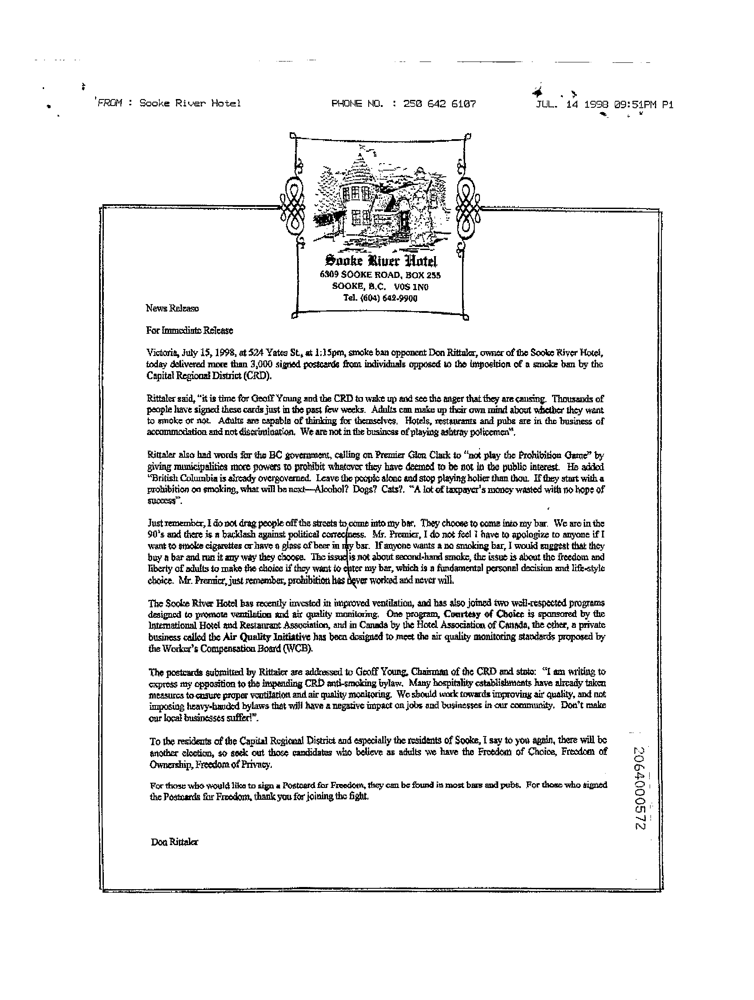 FROM : Sooke River Hotel PHONE NO. : 250 642 6107 JUL. 14 1998 09:51PM P1
Sooke River Hotel
6309 SOOKE ROAD, BOX 255
SOOKE, B.C. V0S 1N0
Tel. (604) 642-9900
News Release
For Immediate Release
Victoria, July 15, 1998, at 524 Yates St., at 1:15pm, smoke ban opponent Don Rittaler, owner of the Sooke River Hotel,
today delivered more than 3,000 signed postcards from individuals opposed to the imposition of a smoke ban by the
Capital Regional District (CRD).
Rittaler said, "it is time for Geoff Young and the CRD to wake up and see the anger that they are causing. Thousands of
people have signed these cards just in the past few weeks. Adults can make up their own mind about whether they want
to smoke or not. Adults are capable of thinking for themselves. Hotels, restaurants and pubs are in the business of
accommodation and not discrimination. We are not in the business of playing ashtray policemen".
Rittaler also had words for the BC government, calling on Premier Glen Clark to "not play the Prohibition Game" by
giving municipalities more powers to prohibit whatever they have deemed to be not in the public interest. He added
"British Columbia is already overgoverned. Leave the people alone and stop playing holier than thou. If they start with a
prohibition on smoking, what will be next—Alcohol? Dogs? Cats?. "A lot of taxpayer's money wasted with no hope of
success".
Just remember, I do not drag people off the streets to come into my bar. They choose to come into my bar. We are in the
90's and there is a backlash against political correctness. Mr. Premier, I do not feel I have to apologize to anyone if I
want to smoke cigarettes or have a glass of beer in my bar. If anyone wants a no smoking bar, I would suggest that they
buy a bar and run it any way they choose. The issue is not about second-hand smoke, the issue is about the freedom and
liberty of adults to make the choice if they want to enter my bar, which is a fundamental personal decision and life-style
choice. Mr. Premier, just remember, prohibition has never worked and never will.
The Sooke River Hotel has recently invested in improved ventilation, and has also joined two well-respected programs
designed to promote ventilation and air quality monitoring. One program, Courtesy of Choice is sponsored by the
International Hotel and Restaurant Association, and in Canada by the Hotel Association of Canada, the other, a private
business called the Air Quality Initiative has been designed to meet the air quality monitoring standards proposed by
the Worker's Compensation Board (WCB).
The postcards submitted by Rittaler are addressed to Geoff Young, Chairman of the CRD and state: "I am writing to
express my opposition to the impending CRD anti-smoking bylaw. Many hospitality establishments have already taken
measures to ensure proper ventilation and air quality monitoring. We should work towards improving air quality, and not
imposing heavy-handed bylaws that will have a negative impact on jobs and businesses in our community. Don't make
our local businesses suffer!".
To the residents of the Capital Regional District and especially the residents of Sooke, I say to you again, there will be
another election, so seek out those candidates who believe as adults we have the Freedom of Choice, Freedom of
Ownership, Freedom of Privacy.
For those who would like to sign a Postcard for Freedom, they can be found in most bars and pubs. For those who signed
the Postcards for Freedom, thank you for joining the fight.
Don Rittaler
2064000572